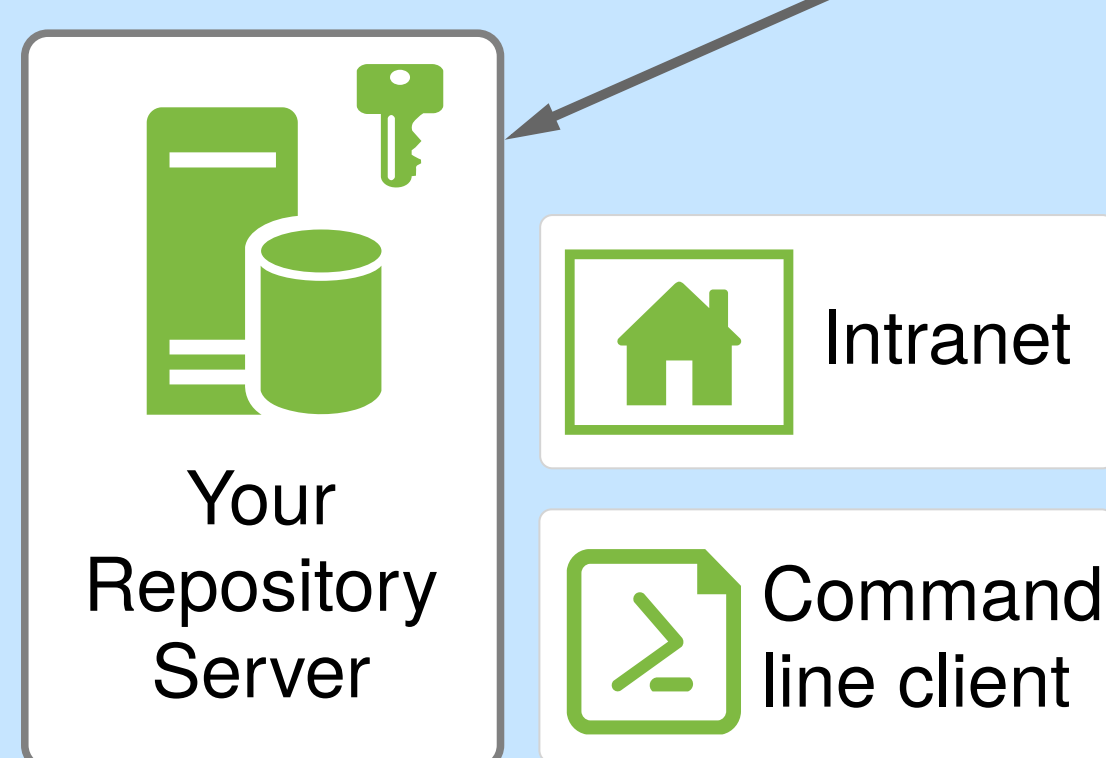 Your
Repository
Server
Intranet
Command
line client